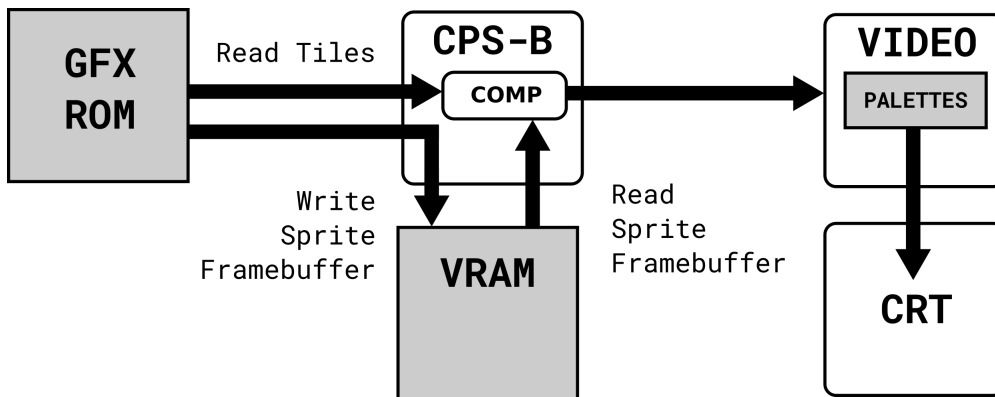 GFX
ROM
Read Tiles
CPS-B
COMP
VIDEO
PALETTES
Write
Sprite
Framebuffer
VRAM
Read
Sprite
Framebuffer
CRT